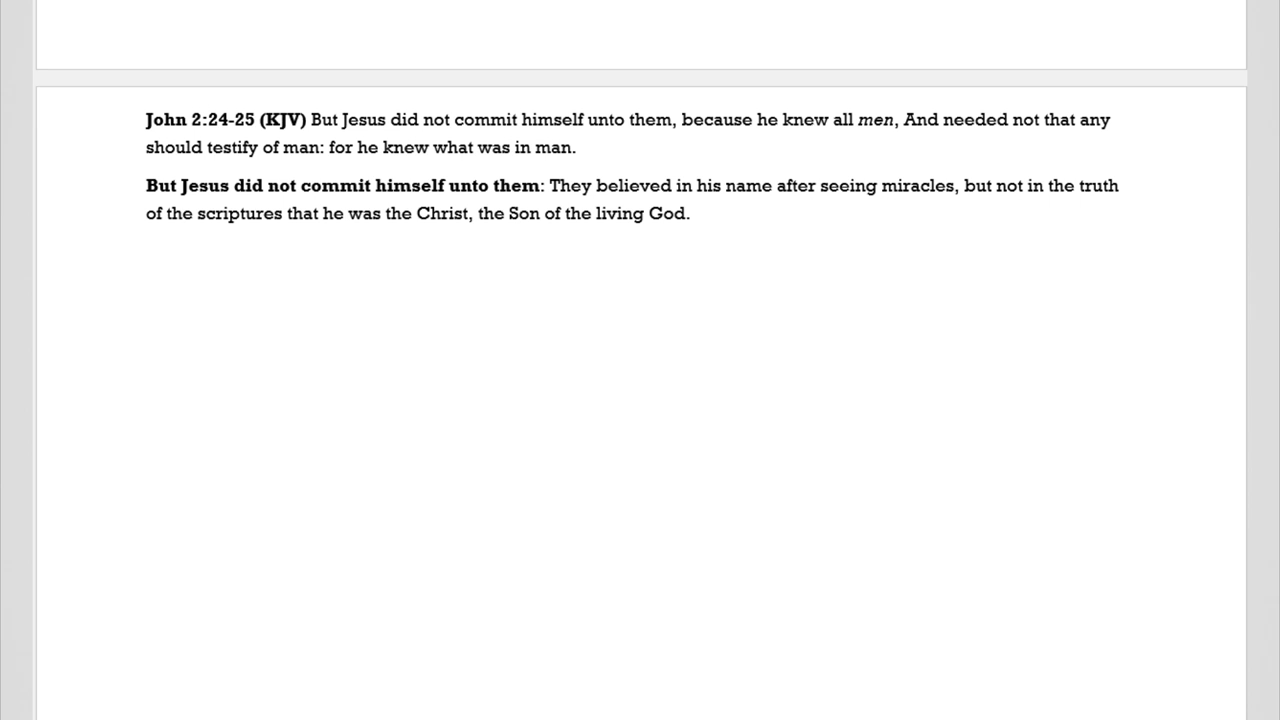 John 2:24-25 (KJV) But Jesus did not commit himself unto them, because he knew all men, And needed not that any
should testify of man: for he knew what was in man.
But Jesus did not commit himself unto them: They believed in his name after seeing miracles, but not in the truth
of the scriptures that he was the Christ, the Son of the living God.